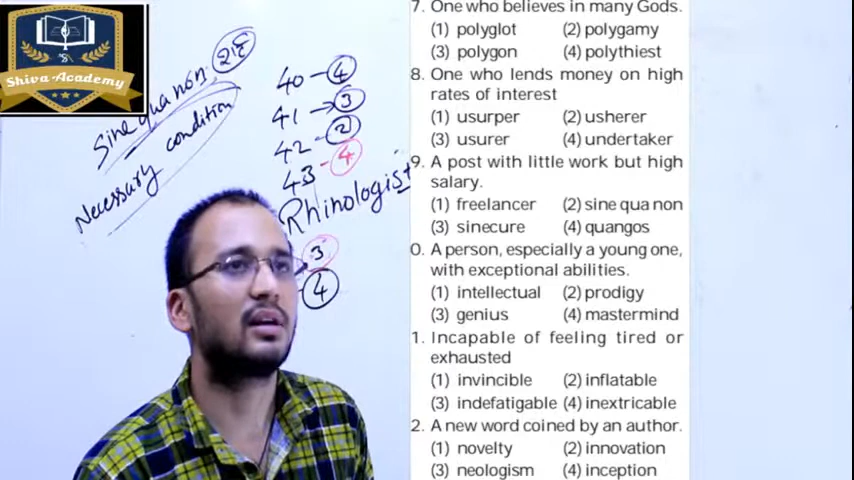 Shiva-Academy
Sine qua non
Necessary condition
40 - 4
41 → 3
42 - 2
43 - 4
Rhinologist
3
4
7. One who believes in many Gods.
(1) polyglot (2) polygamy
(3) polygon (4) polythiest
8. One who lends money on high
rates of interest
(1) usurper (2) usherer
(3) usurer (4) undertaker
9. A post with little work but high
salary.
(1) freelancer (2) sine qua non
(3) sinecure (4) quangos
0. A person, especially a young one,
with exceptional abilities.
(1) intellectual (2) prodigy
(3) genius (4) mastermind
1. Incapable of feeling tired or
exhausted
(1) invincible (2) inflatable
(3) indefatigable (4) inextricable
2. A new word coined by an author.
(1) novelty (2) innovation
(3) neologism (4) inception